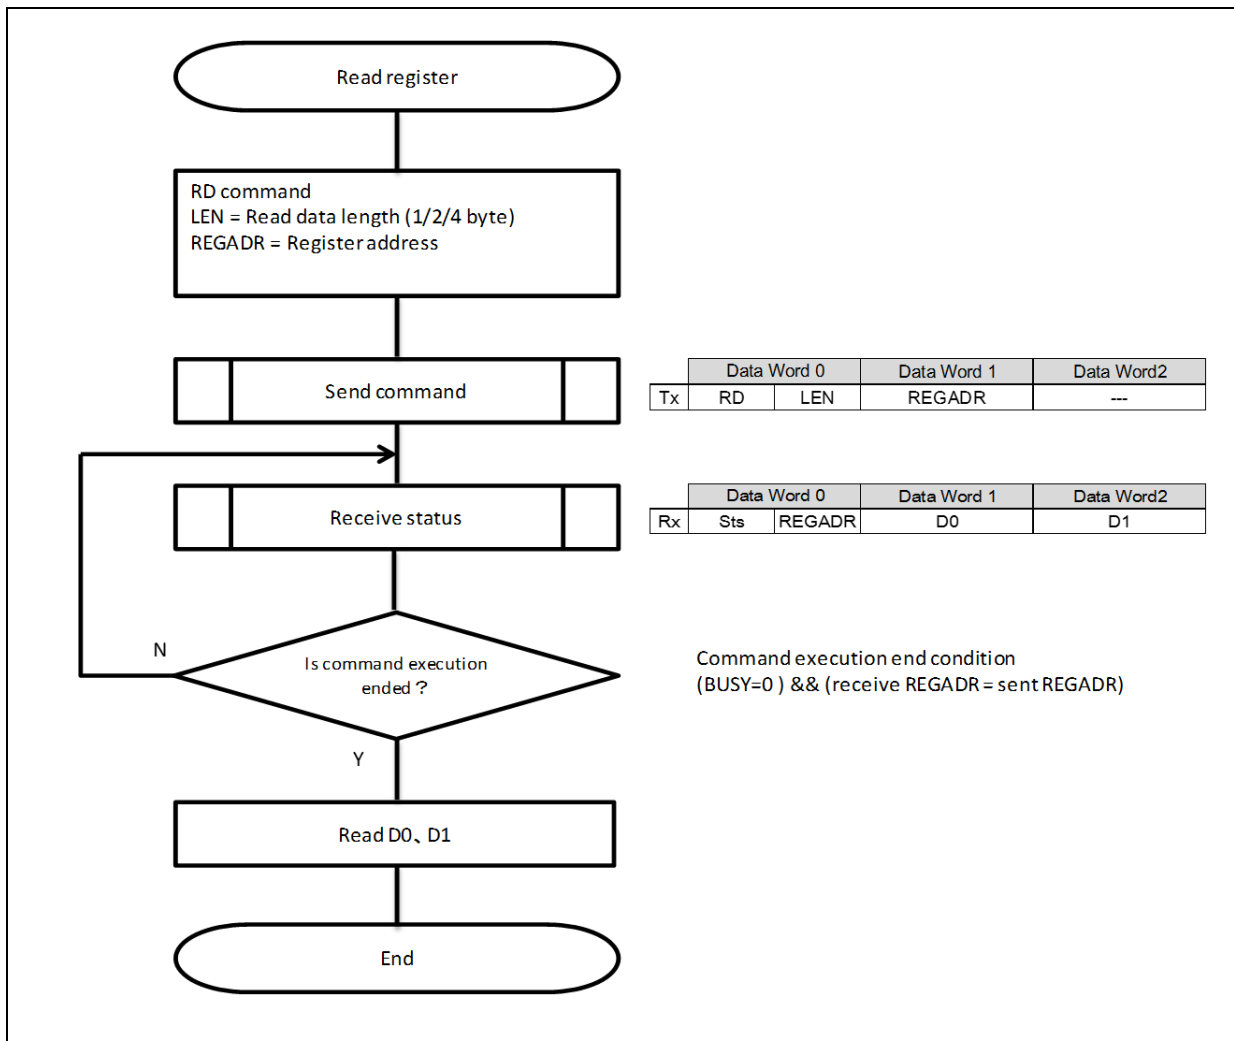 Read register
RD command
LEN = Read data length (1/2/4 byte)
REGADR = Register address
Send command
Data Word 0 Data Word 1 Data Word2
Tx RD LEN REGADR ---
Receive status
Data Word 0 Data Word 1 Data Word2
Rx Sts REGADR D0 D1
N
Is command execution
ended？
Command execution end condition
(BUSY=0 ) && (receive REGADR = sent REGADR)
Y
Read D0、D1
End